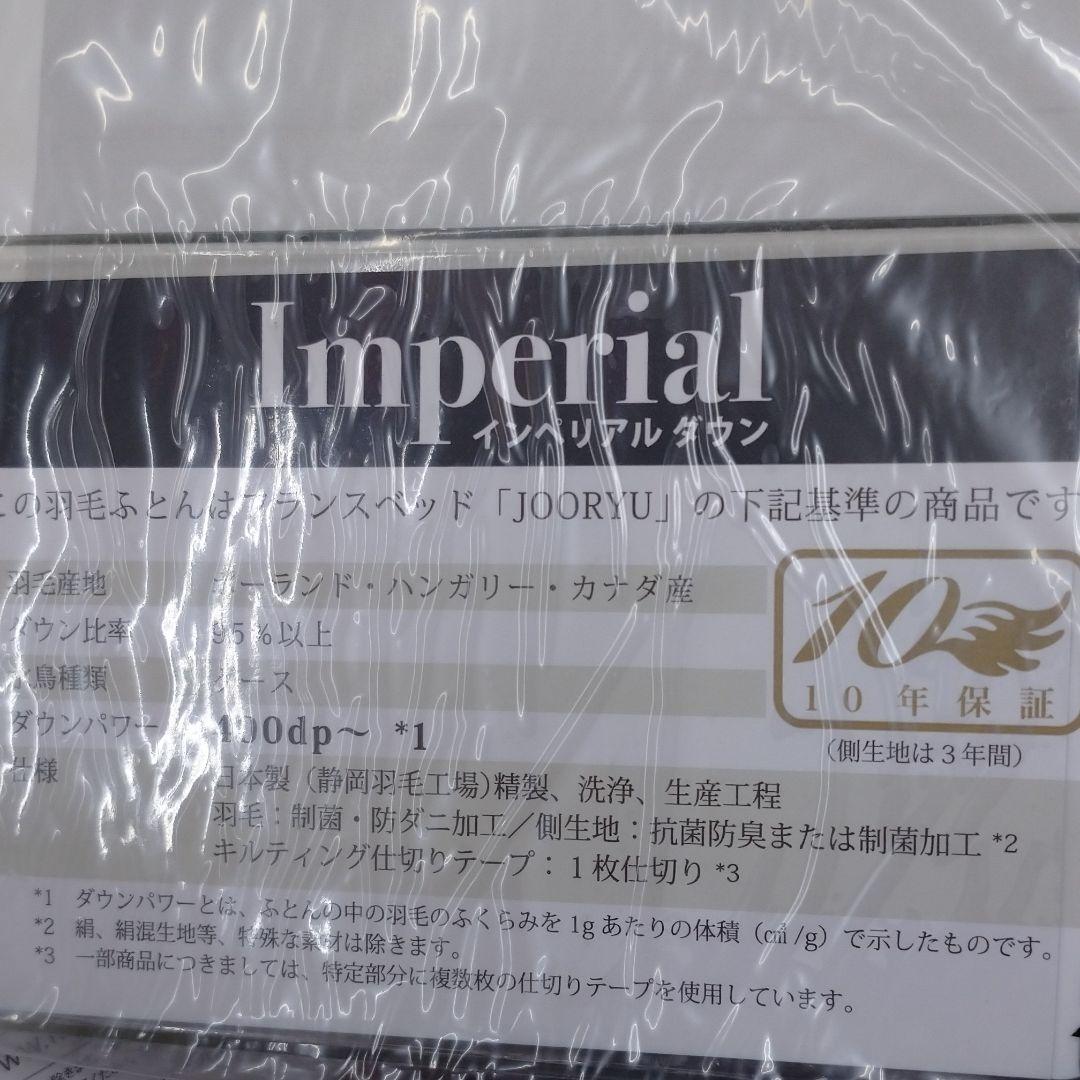 Imperial
インペリアル ダウン
この羽毛ふとんはフランスベッド「JOORYU」の下記基準の商品です
羽毛産地 ポーランド・ハンガリー・カナダ産
ダウン比率 95%以上
水鳥種類 グース
ダウンパワー 400dp～ *1
仕様 日本製（静岡羽毛工場)精製、洗浄、生産工程
羽毛：制菌・防ダニ加工／側生地：抗菌防臭または制菌加工 *2
キルティング仕切りテープ：１枚仕切り *3
10
10年保証
（側生地は３年間）
*1 ダウンパワーとは、ふとんの中の羽毛のふくらみを 1g あたりの体積（㎤/g）で示したものです。
*2 絹、絹混生地等、特殊な素材は除きます。
*3 一部商品につきましては、特定部分に複数枚の仕切りテープを使用しています。